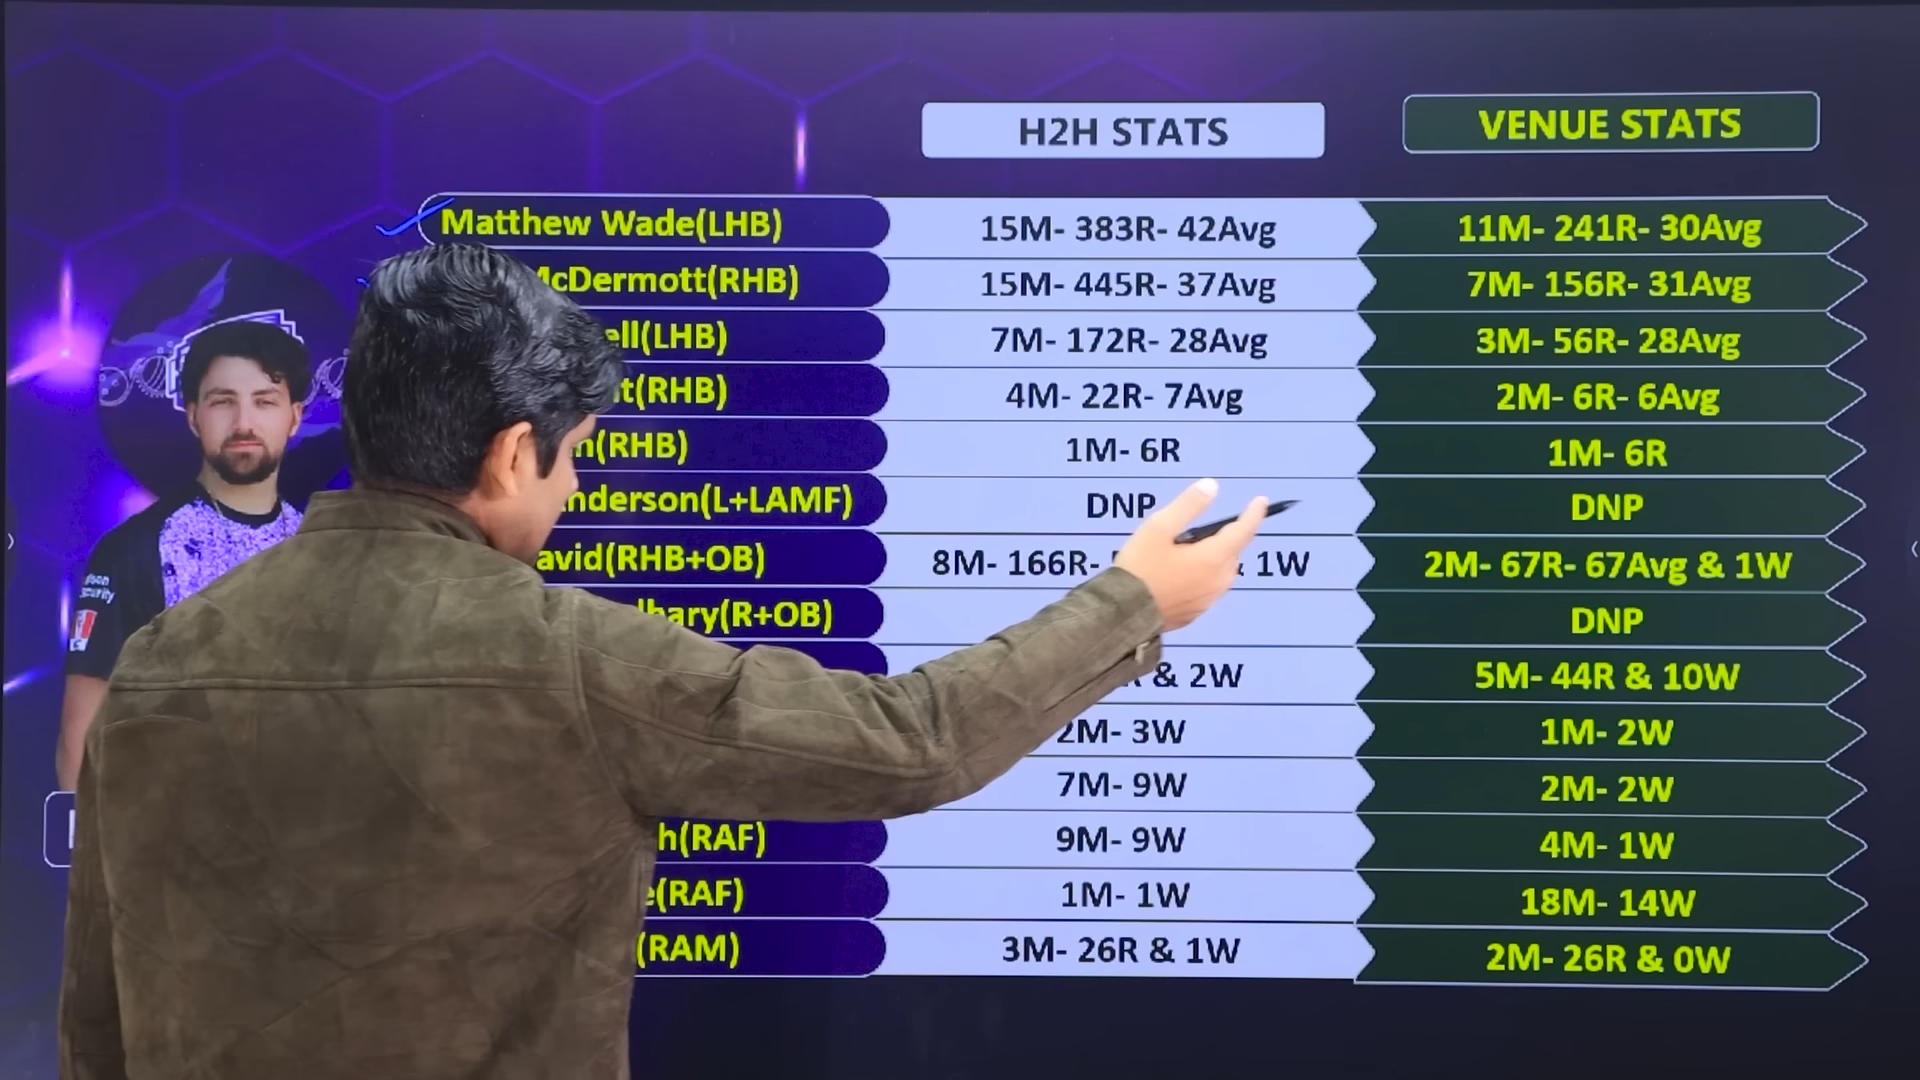 H2H STATS
VENUE STATS
Matthew Wade(LHB) 15M- 383R- 42Avg 11M- 241R- 30Avg
McDermott(RHB) 15M- 445R- 37Avg 7M- 156R- 31Avg
ell(LHB) 7M- 172R- 28Avg 3M- 56R- 28Avg
t(RHB) 4M- 22R- 7Avg 2M- 6R- 6Avg
n(RHB) 1M- 6R 1M- 6R
nderson(L+LAMF) DNP DNP
avid(RHB+OB) 8M- 166R- & 1W 2M- 67R- 67Avg & 1W
hary(R+OB) DNP
& 2W 5M- 44R & 10W
2M- 3W 1M- 2W
7M- 9W 2M- 2W
h(RAF) 9M- 9W 4M- 1W
e(RAF) 1M- 1W 18M- 14W
(RAM) 3M- 26R & 1W 2M- 26R & 0W